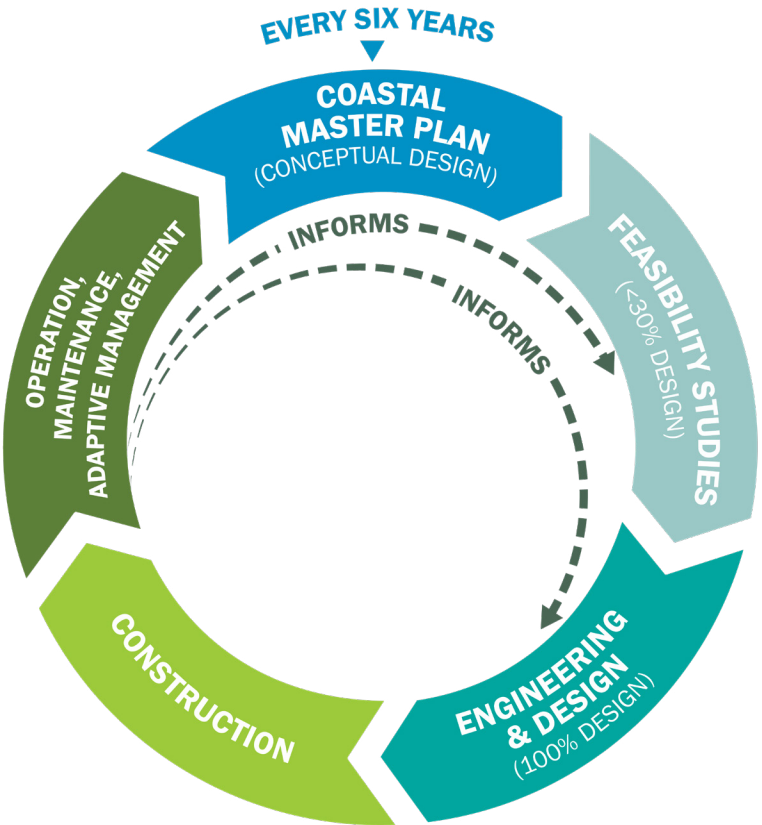 EVERY SIX YEARS
COASTAL
MASTER PLAN
(CONCEPTUAL DESIGN)
FEASIBILITY STUDIES
(<30% DESIGN)
ENGINEERING
& DESIGN
(100% DESIGN)
CONSTRUCTION
OPERATION,
MAINTENANCE,
ADAPTIVE MANAGEMENT
INFORMS
INFORMS